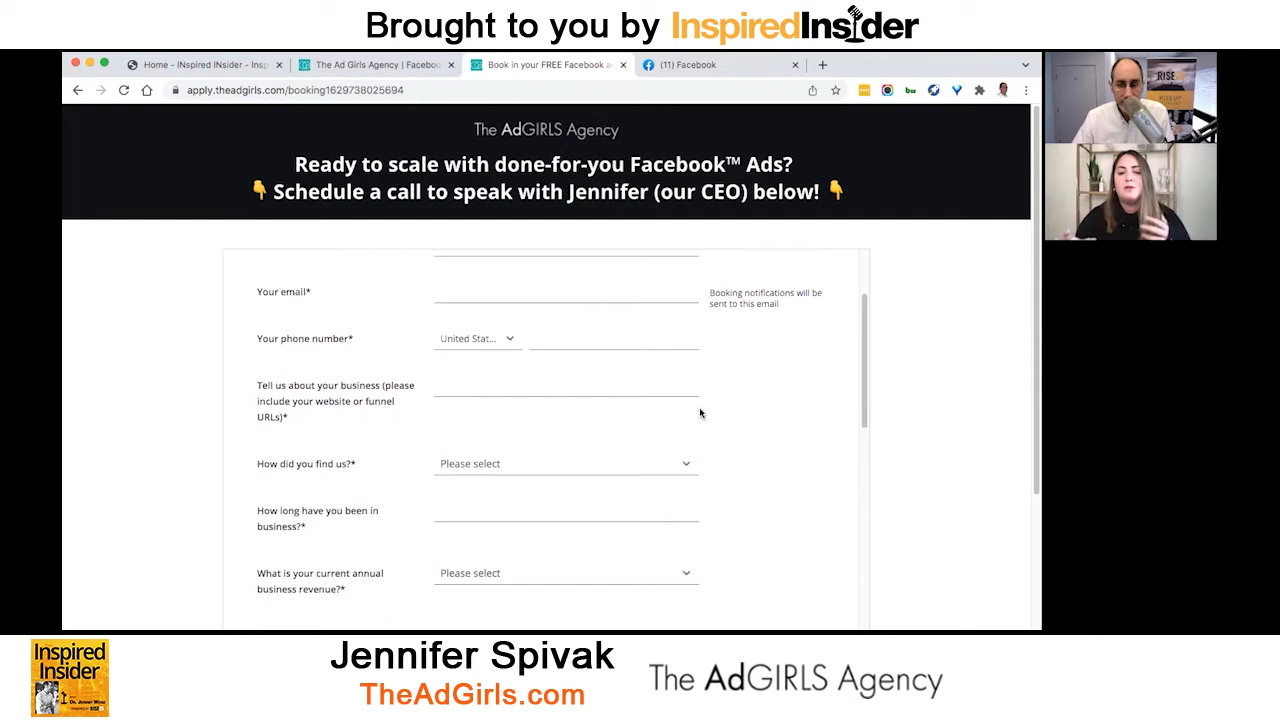 Brought to you by InspiredInsider
Home - INspired INsider - Insp
The Ad Girls Agency | Faceboo
Book in your FREE Facebook a
(11) Facebook
apply.theadgirls.com/booking1629738025694
The AdGIRLS Agency
Ready to scale with done-for-you Facebook™ Ads?
👇 Schedule a call to speak with Jennifer (our CEO) below! 👇
Your email*
Booking notifications will be
sent to this email
Your phone number*
United Stat...
Tell us about your business (please
include your website or funnel
URLs)*
How did you find us?*
Please select
How long have you been in
business?*
What is your current annual
business revenue?*
Please select
RISE
Inspired
Insider
Jennifer Spivak
TheAdGirls.com
The AdGIRLS Agency